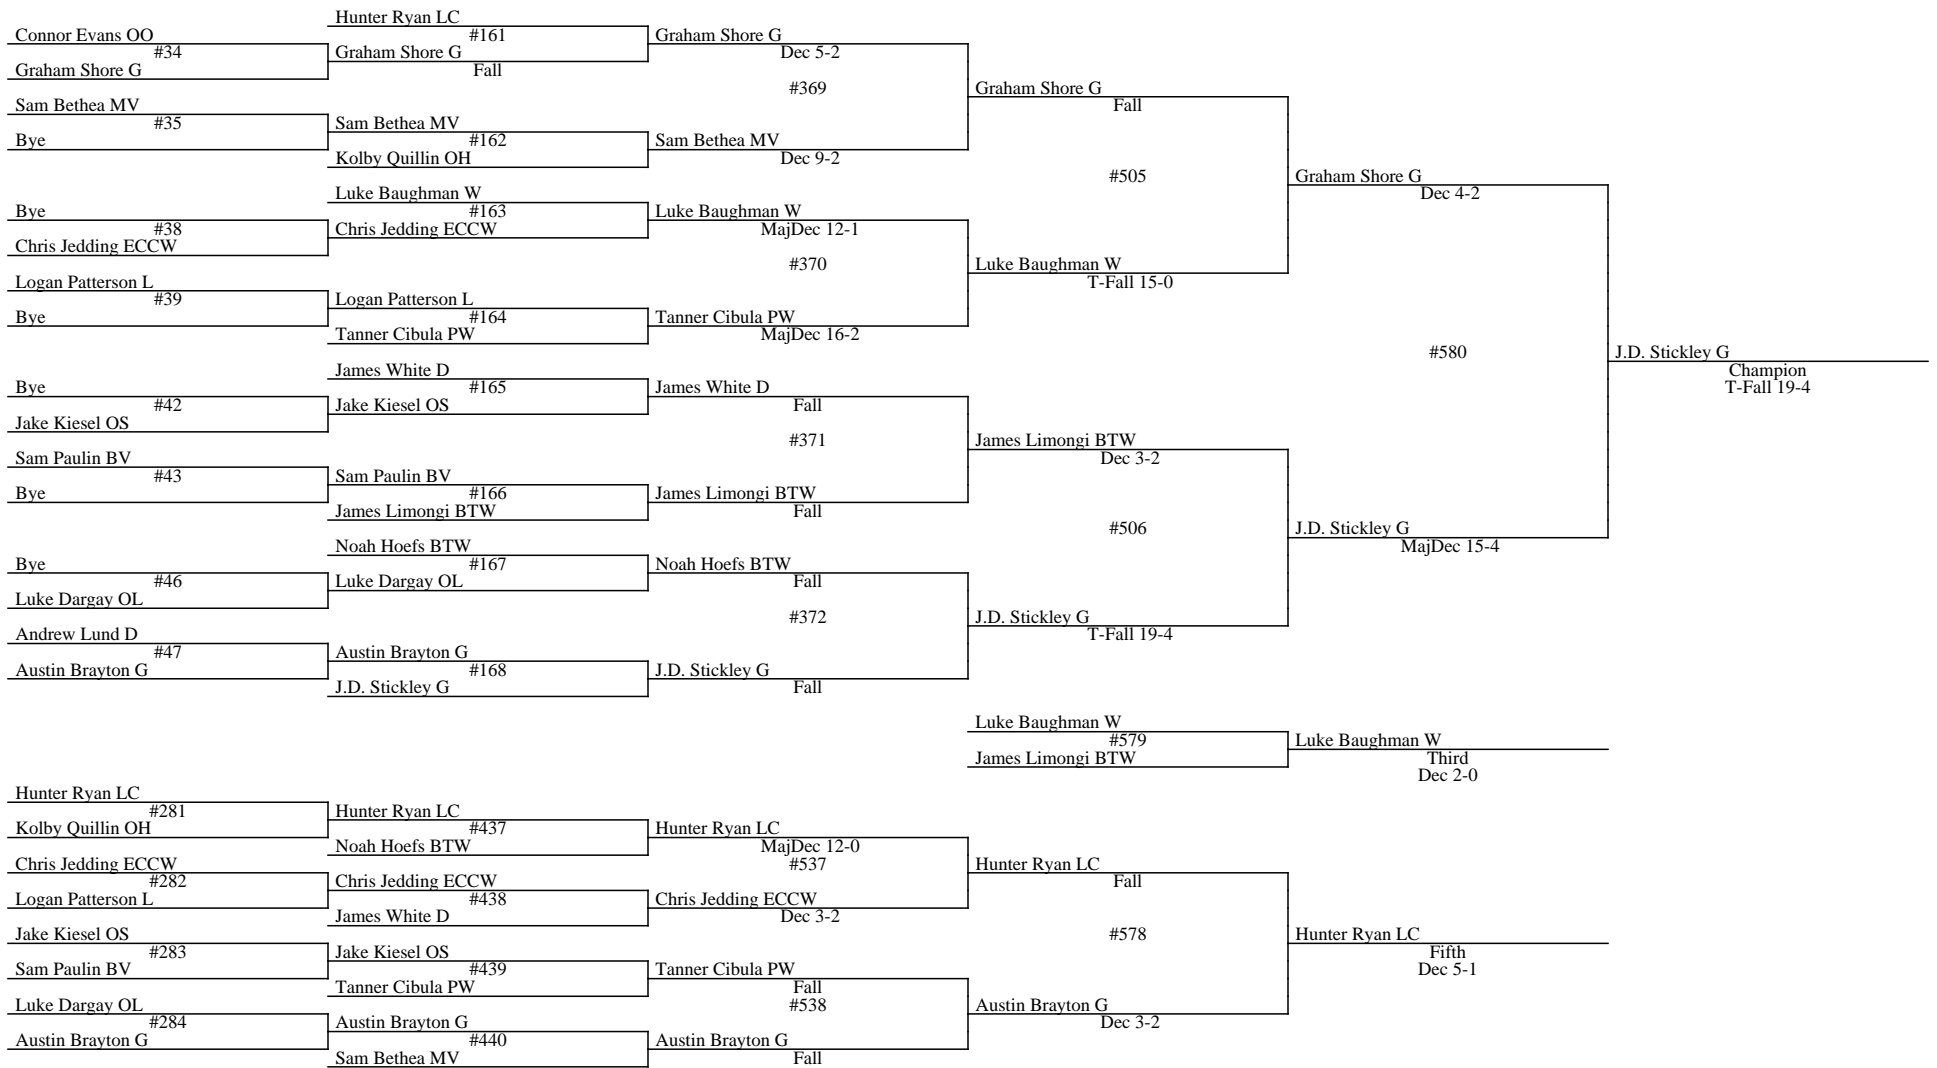 Hunter Ryan LC
Connor Evans OO
#161
Graham Shore G
#34
Graham Shore G
Dec 5-2
Graham Shore G
Fall
#369
Graham Shore G
Sam Bethea MV
Fall
#35
Sam Bethea MV
Bye
#162
Sam Bethea MV
Kolby Quillin OH
Dec 9-2
#505
Graham Shore G
Luke Baughman W
Dec 4-2
Bye
#163
Luke Baughman W
#38
Chris Jedding ECCW
MajDec 12-1
Chris Jedding ECCW
#370
Luke Baughman W
Logan Patterson L
T-Fall 15-0
#39
Logan Patterson L
Bye
#164
Tanner Cibula PW
Tanner Cibula PW
MajDec 16-2
#580
J.D. Stickley G
James White D
Champion
Bye
#165
James White D
T-Fall 19-4
#42
Jake Kiesel OS
Fall
Jake Kiesel OS
#371
James Limongi BTW
Sam Paulin BV
Dec 3-2
#43
Sam Paulin BV
Bye
#166
James Limongi BTW
James Limongi BTW
Fall
#506
J.D. Stickley G
Noah Hoefs BTW
MajDec 15-4
Bye
#167
Noah Hoefs BTW
#46
Luke Dargay OL
Fall
Luke Dargay OL
#372
J.D. Stickley G
Andrew Lund D
T-Fall 19-4
#47
Austin Brayton G
Austin Brayton G
#168
J.D. Stickley G
J.D. Stickley G
Fall
Luke Baughman W
#579
Luke Baughman W
James Limongi BTW
Third
Dec 2-0
Hunter Ryan LC
#281
Hunter Ryan LC
Kolby Quillin OH
#437
Hunter Ryan LC
Noah Hoefs BTW
MajDec 12-0
Chris Jedding ECCW
#537
Hunter Ryan LC
#282
Chris Jedding ECCW
Fall
Logan Patterson L
#438
Chris Jedding ECCW
James White D
Dec 3-2
Jake Kiesel OS
#578
Hunter Ryan LC
#283
Jake Kiesel OS
Fifth
Sam Paulin BV
#439
Tanner Cibula PW
Dec 5-1
Tanner Cibula PW
Fall
Luke Dargay OL
#538
Austin Brayton G
#284
Austin Brayton G
Dec 3-2
Austin Brayton G
#440
Austin Brayton G
Sam Bethea MV
Fall